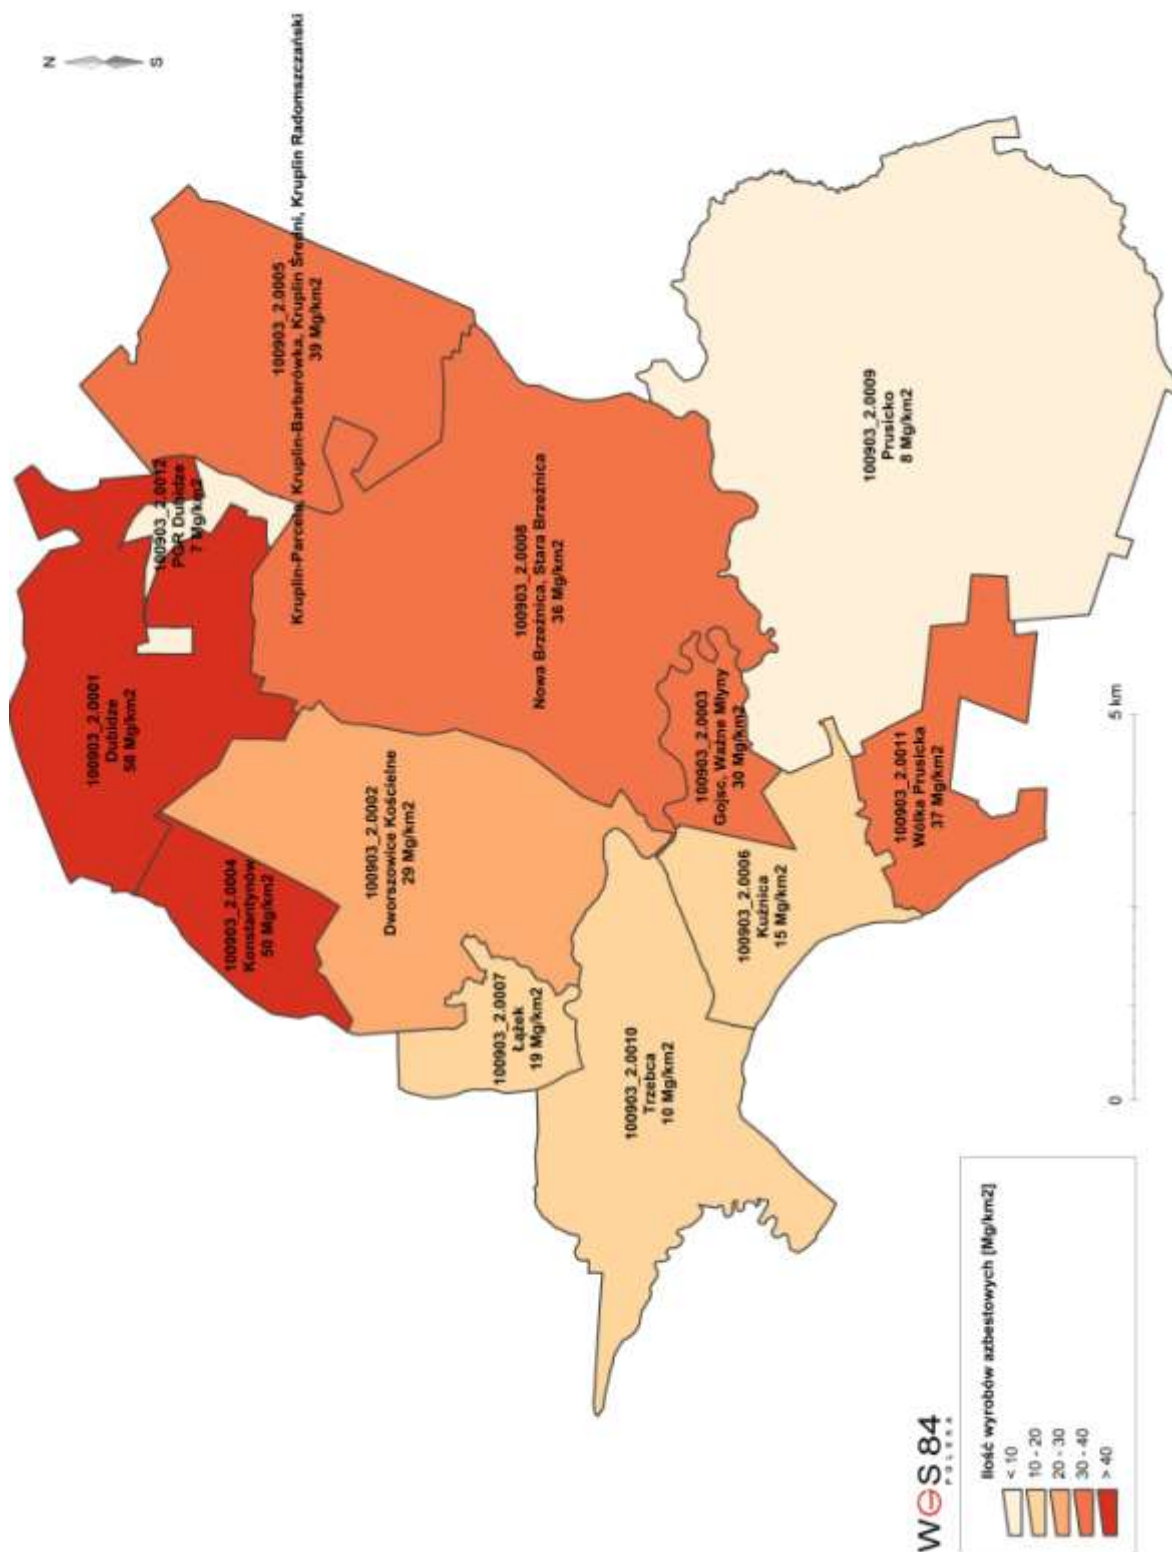 N
S
100903_2.0005
39 Mg/km2
Kruplin-Parcela, Kruplin-Barbarówka, Kruplin Średni, Kruplin Radomszczański
100903_2.0012
PGR Dubidze
7 Mg/km2
100903_2.0001
Dubidze
58 Mg/km2
100903_2.0004
Konstantynów
50 Mg/km2
100903_2.0002
Dworszowice Kościelne
29 Mg/km2
100903_2.0008
Nowa Brzeźnica, Stara Brzeźnica
36 Mg/km2
100903_2.0007
Łążek
19 Mg/km2
100903_2.0010
Trzebca
10 Mg/km2
100903_2.0003
Gojsc, Ważne Młyny
30 Mg/km2
100903_2.0006
Kuźnica
15 Mg/km2
100903_2.0009
Prusicko
8 Mg/km2
100903_2.0011
Wólka Prusicka
37 Mg/km2
0
5 km
WGS 84
POLSKA
Ilość wyrobów azbestowych [Mg/km2]
< 10
10 - 20
20 - 30
30 - 40
> 40